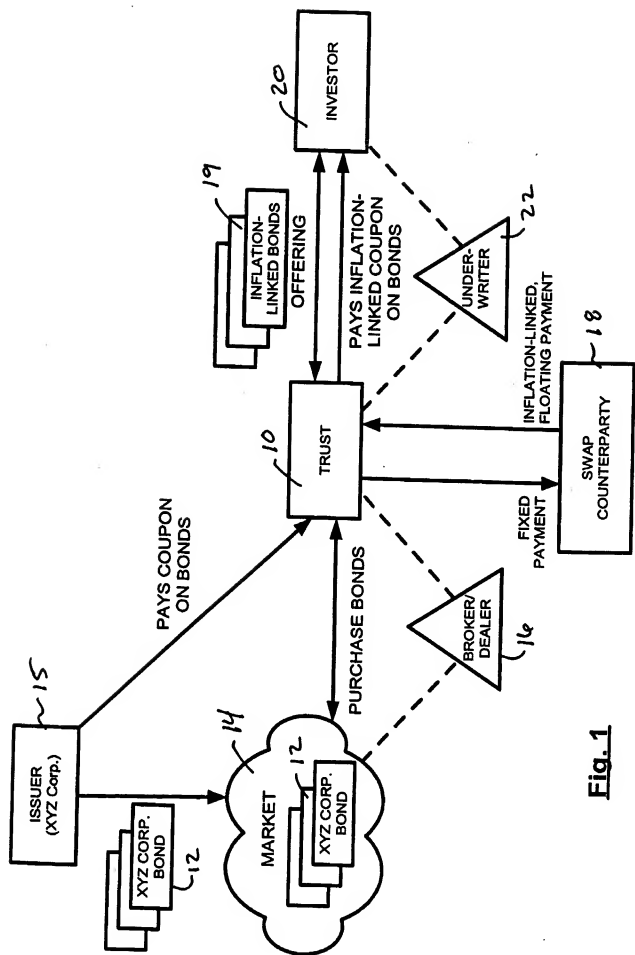 15
ISSUER
(XYZ Corp.)
XYZ CORP.
BOND
12
PAYS COUPON
ON BONDS
14
MARKET
12
XYZ CORP.
BOND
PURCHASE BONDS
BROKER/
DEALER
16
10
TRUST
FIXED
PAYMENT
INFLATION-LINKED,
FLOATING PAYMENT
SWAP
COUNTERPARTY
18
19
INFLATION-
LINKED BONDS
OFFERING
PAYS INFLATION-
LINKED COUPON
ON BONDS
20
INVESTOR
UNDER-
WRITER
22
Fig. 1